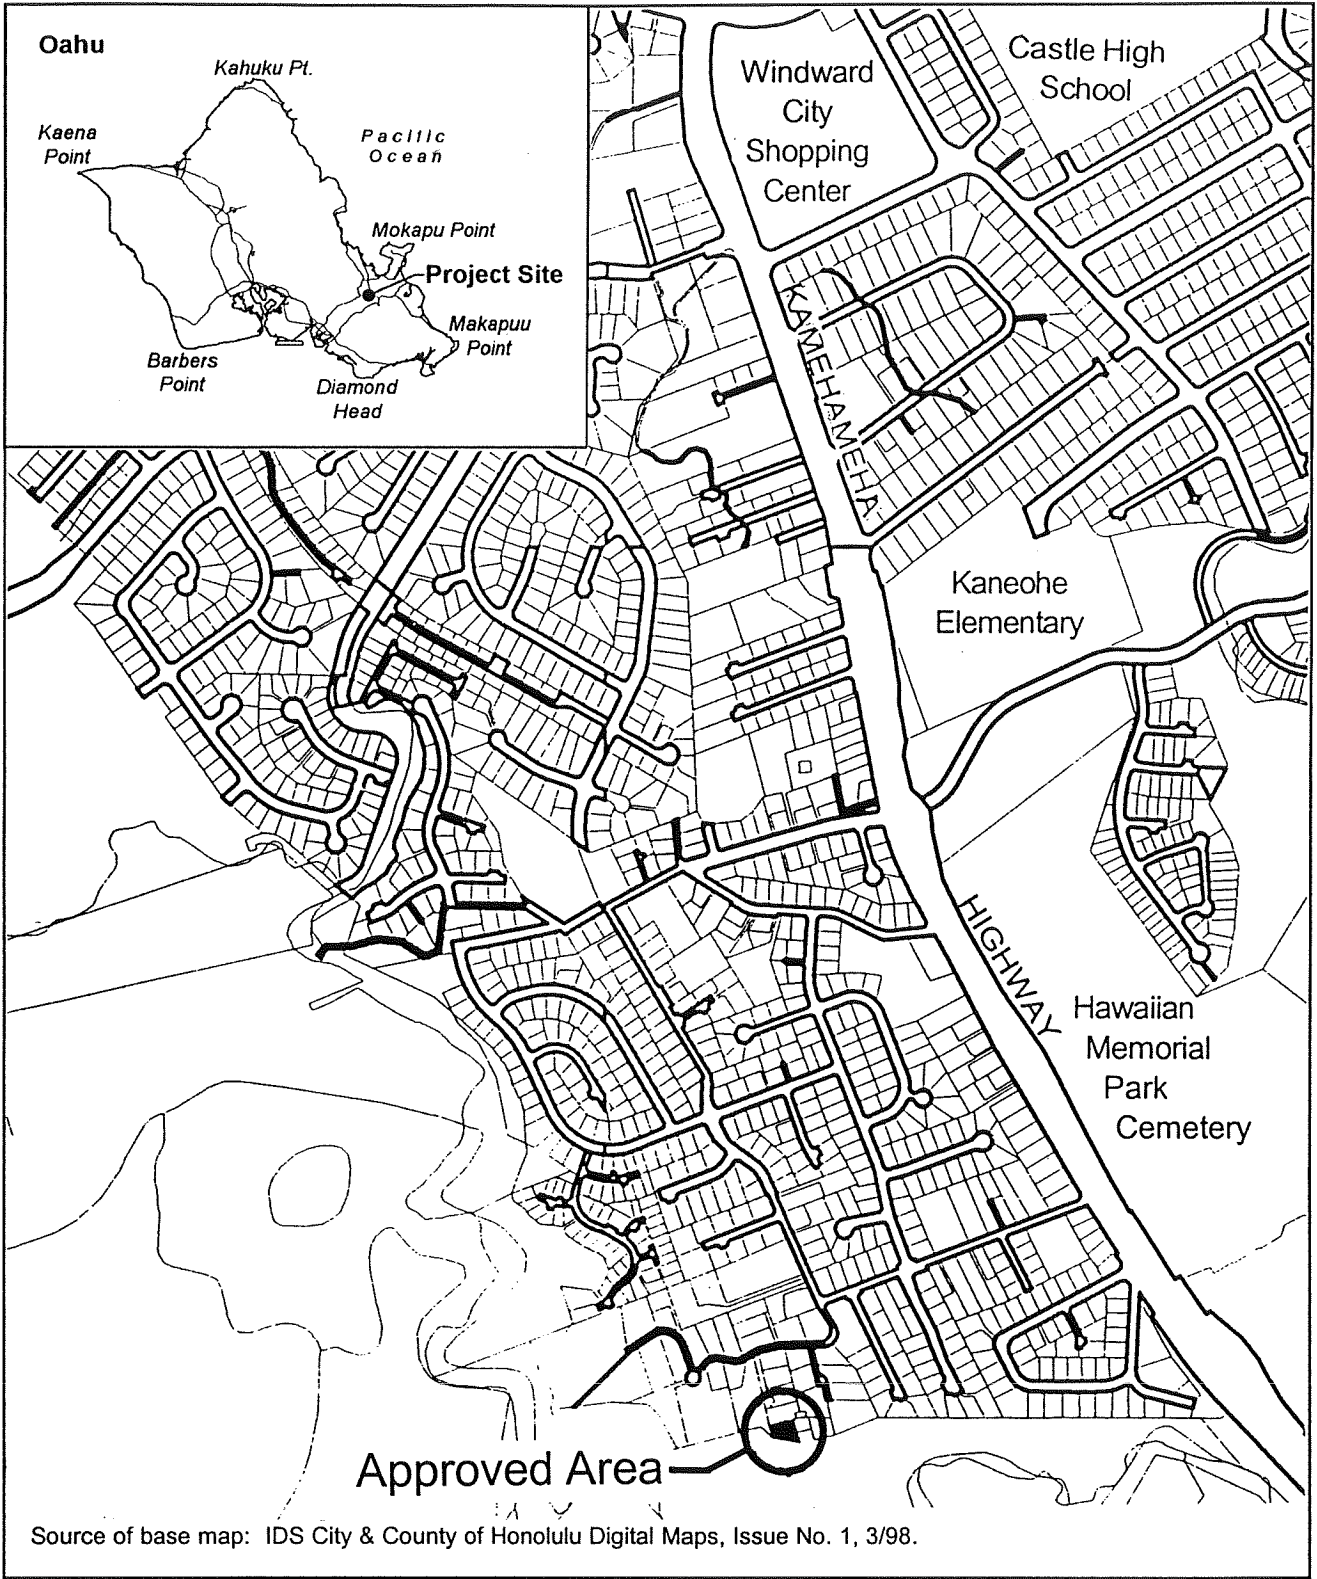 Oahu
Kahuku Pt.
Kaena
Point
Pacific
Ocean
Mokapu Point
Project Site
Makapuu
Point
Barbers
Point
Diamond
Head
Windward
City
Shopping
Center
Castle High
School
KAMEHAMEHA
Kaneohe
Elementary
HIGHWAY
Hawaiian
Memorial
Park
Cemetery
Approved Area
Source of base map: IDS City & County of Honolulu Digital Maps, Issue No. 1, 3/98.